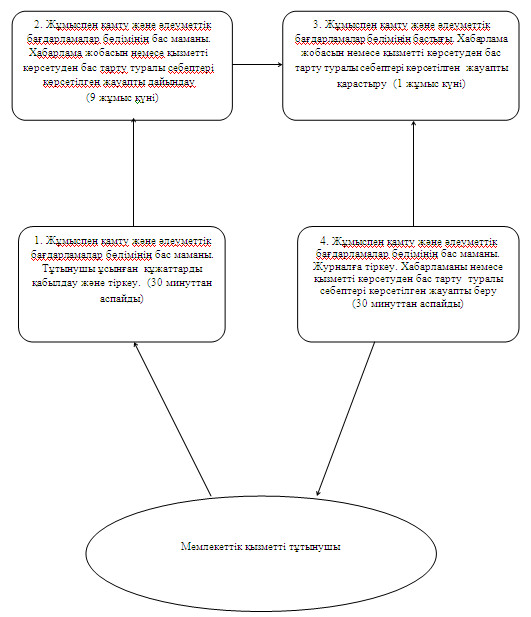 2. Жұмыспен қамту және әлеуметтік
бағдарламалар бөлімінің бас маманы.
Хабарлама жобасын немесе қызметті
көрсетуден бас тарту туралы себептері
көрсетілген жауапты дайындау
(9 жұмыс күні)
3. Жұмыспен қамту және әлеуметтік
бағдарламалар бөлімінің бастығы. Хабарлама
жобасын немесе қызметті көрсетуден бас
тарту туралы себептері көрсетілген жауапты
қарастыру (1 жұмыс күні)
1. Жұмыспен қамту және әлеуметтік
бағдарламалар бөлімінің бас маманы.
Тұтынушы ұсынған құжаттарды
қабылдау және тіркеу. (30 минуттан
аспайды)
4. Жұмыспен қамту және әлеуметтік
бағдарламалар бөлімінің бас маманы.
Журналға тіркеу. Хабарламаны немесе
қызметті көрсетуден бас тарту туралы
себептері көрсетілген жауапты беру
(30 минуттан аспайды)
Мемлекеттік қызметті тұтынушы